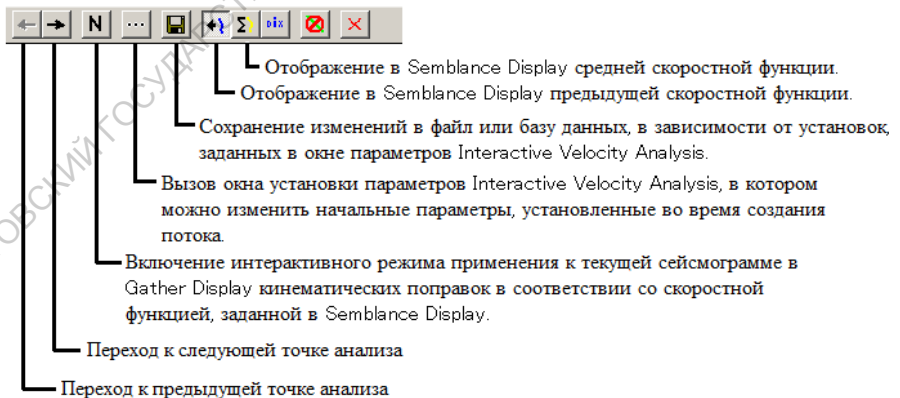 N ... Σ Dix
Отображение в Semblance Display средней скоростной функции.
Отображение в Semblance Display предыдущей скоростной функции.
Сохранение изменений в файл или базу данных, в зависимости от установок,
заданных в окне параметров Interactive Velocity Analysis.
Вызов окна установки параметров Interactive Velocity Analysis, в котором
можно изменить начальные параметры, установленные во время создания
потока.
Включение интерактивного режима применения к текущей сейсмограмме в
Gather Display кинематических поправок в соответствии со скоростной
функцией, заданной в Semblance Display.
Переход к следующей точке анализа
Переход к предыдущей точке анализа